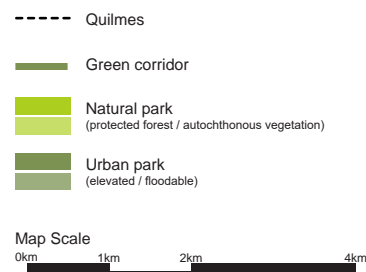 Quilmes
Green corridor
Natural park
(protected forest / autochthonous vegetation)
Urban park
(elevated / floodable)
Map Scale
0km 1km 2km 4km